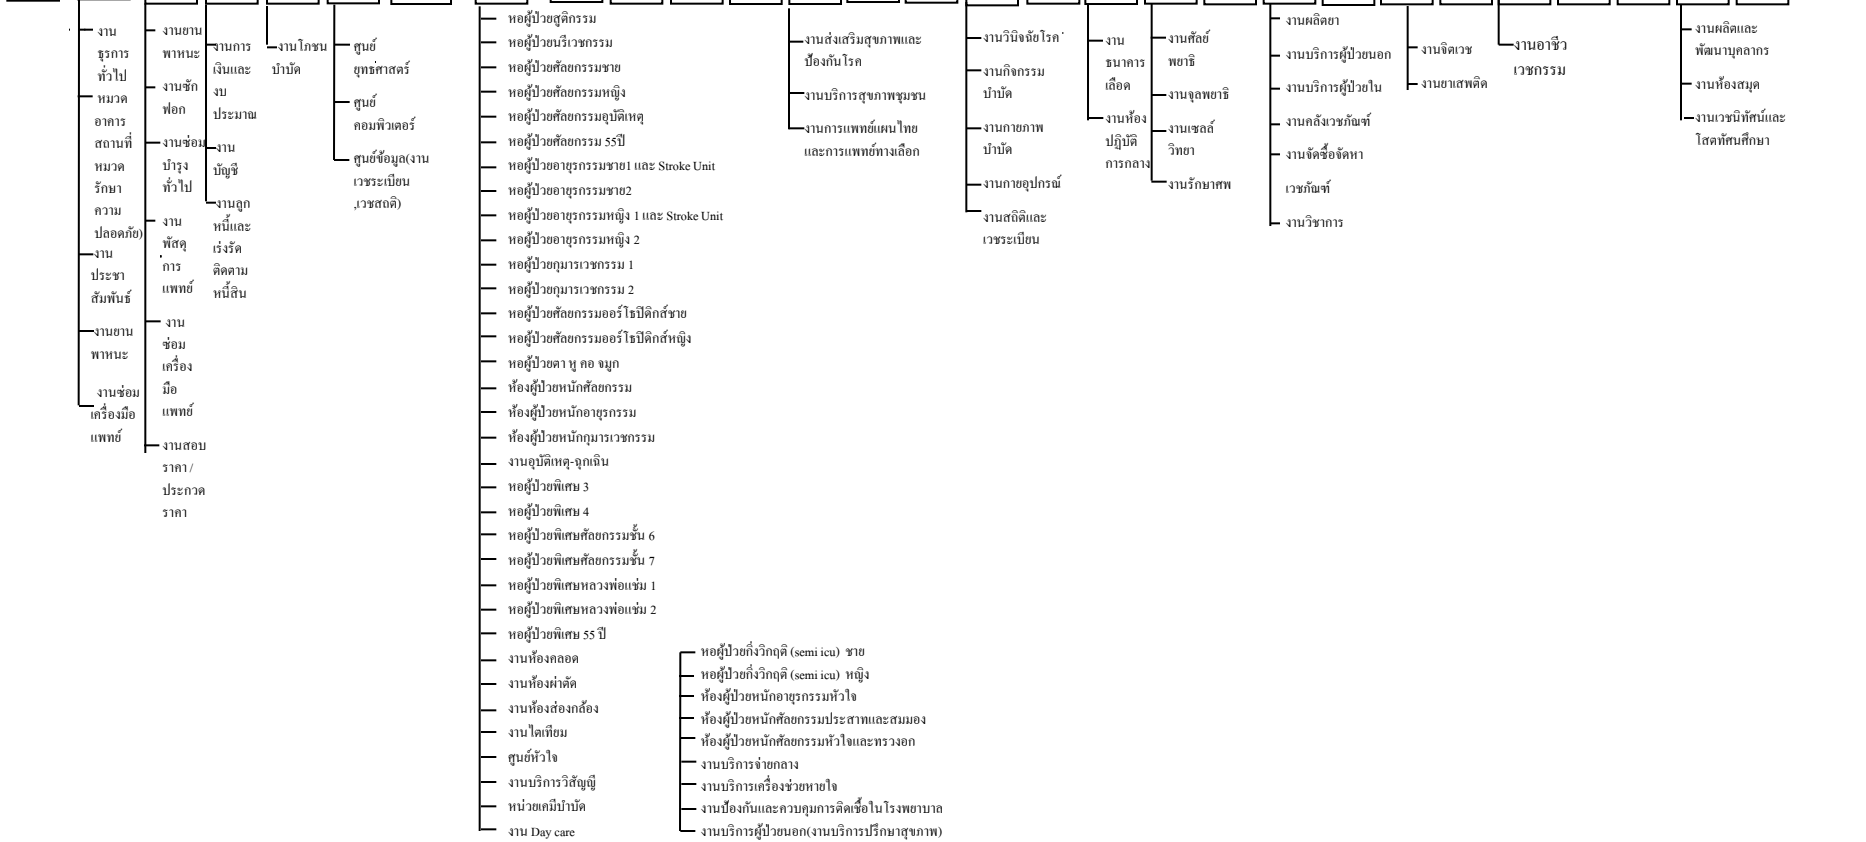 งาน
ธุรการ
ทั่วไป
หมวด
อาคาร
สถานที่
หมวด
รักษา
ความ
ปลอดภัย)
งาน
ประชา
สัมพันธ์
งานยาน
พาหนะ
งานซ่อม
เครื่องมือ
แพทย์
งานยาน
พาหนะ
งานซัก
ฟอก
งานซ่อม
บำรุง
ทั่วไป
งาน
พัสดุ
การ
แพทย์
งาน
ซ่อม
เครื่อง
มือ
แพทย์
งานสอบ
ราคา /
ประกวด
ราคา
งานการ
เงินและ
งบ
ประมาณ
งาน
บัญชี
งานลูก
หนี้และ
เร่งรัด
ติดตาม
หนี้สิน
งานโภชน
บำบัด
ศูนย์
ยุทธศาสตร์
ศูนย์
คอมพิวเตอร์
ศูนย์ข้อมูล(งาน
เวชระเบียน
,เวชสถติ)
หอผู้ป่วยสูติกรรม
หอผู้ป่วยนรีเวชกรรม
หอผู้ป่วยศัลยกรรมชาย
หอผู้ป่วยศัลยกรรมหญิง
หอผู้ป่วยศัลยกรรมอุบัติเหตุ
หอผู้ป่วยศัลยกรรม 55ปี
หอผู้ป่วยอายุรกรรมชาย1 และ Stroke Unit
หอผู้ป่วยอายุรกรรมชาย2
หอผู้ป่วยอายุรกรรมหญิง 1 และ Stroke Unit
หอผู้ป่วยอายุรกรรมหญิง 2
หอผู้ป่วยกุมารเวชกรรม 1
หอผู้ป่วยกุมารเวชกรรม 2
หอผู้ป่วยศัลยกรรมออร์โธปิดิกส์ชาย
หอผู้ป่วยศัลยกรรมออร์โธปิดิกส์หญิง
หอผู้ป่วยตา หู คอ จมูก
ห้องผู้ป่วยหนักศัลยกรรม
ห้องผู้ป่วยหนักอายุรกรรม
ห้องผู้ป่วยหนักกุมารเวชกรรม
งานอุบัติเหตุ-ฉุกเฉิน
หอผู้ป่วยพิเศษ 3
หอผู้ป่วยพิเศษ 4
หอผู้ป่วยพิเศษศัลยกรรมชั้น 6
หอผู้ป่วยพิเศษศัลยกรรมชั้น 7
หอผู้ป่วยพิเศษหลวงพ่อแช่ม 1
หอผู้ป่วยพิเศษหลวงพ่อแช่ม 2
หอผู้ป่วยพิเศษ 55 ปี
งานห้องคลอด
งานห้องผ่าตัด
งานห้องส่องกล้อง
งานไตเทียม
ศูนย์หัวใจ
งานบริการวิสัญญี
หน่วยเคมีบำบัด
งาน Day care
หอผู้ป่วยกึ่งวิกฤติ (semi icu) ชาย
หอผู้ป่วยกึ่งวิกฤติ (semi icu) หญิง
ห้องผู้ป่วยหนักอายุรกรรมหัวใจ
ห้องผู้ป่วยหนักศัลยกรรมประสาทและสมมอง
ห้องผู้ป่วยหนักศัลยกรรมหัวใจและทรวงอก
งานบริการจ่ายกลาง
งานบริการเครื่องช่วยหายใจ
งานป้องกันและควบคุมการติดเชื้อในโรงพยาบาล
งานบริการผู้ป่วยนอก(งานบริการปรึกษาสุขภาพ)
งานส่งเสริมสุขภาพและ
ป้องกันโรค
งานบริการสุขภาพชุมชน
งานการแพทย์แผนไทย
และการแพทย์ทางเลือก
งานวินิจฉัยโรค
งานกิจกรรม
บำบัด
งานกายภาพ
บำบัด
งานกายอุปกรณ์
งานสถิติและ
เวชระเบียน
งาน
ธนาคาร
เลือด
งานห้อง
ปฏิบัติ
การกลาง
งานศัลย์
พยาธิ
งานจุลพยาธิ
งานเซลล์
วิทยา
งานรักษาศพ
งานผลิตยา
งานบริการผู้ป่วยนอก
งานบริการผู้ป่วยใน
งานคลังเวชภัณฑ์
งานจัดซื้อจัดหา
เวชภัณฑ์
งานวิชาการ
งานจิตเวช
งานยาเสพติด
งานอาชีว
เวชกรรม
งานผลิตและ
พัฒนาบุคลากร
งานห้องสมุด
งานเวชนิทัศน์และ
โสตทัศนศึกษา